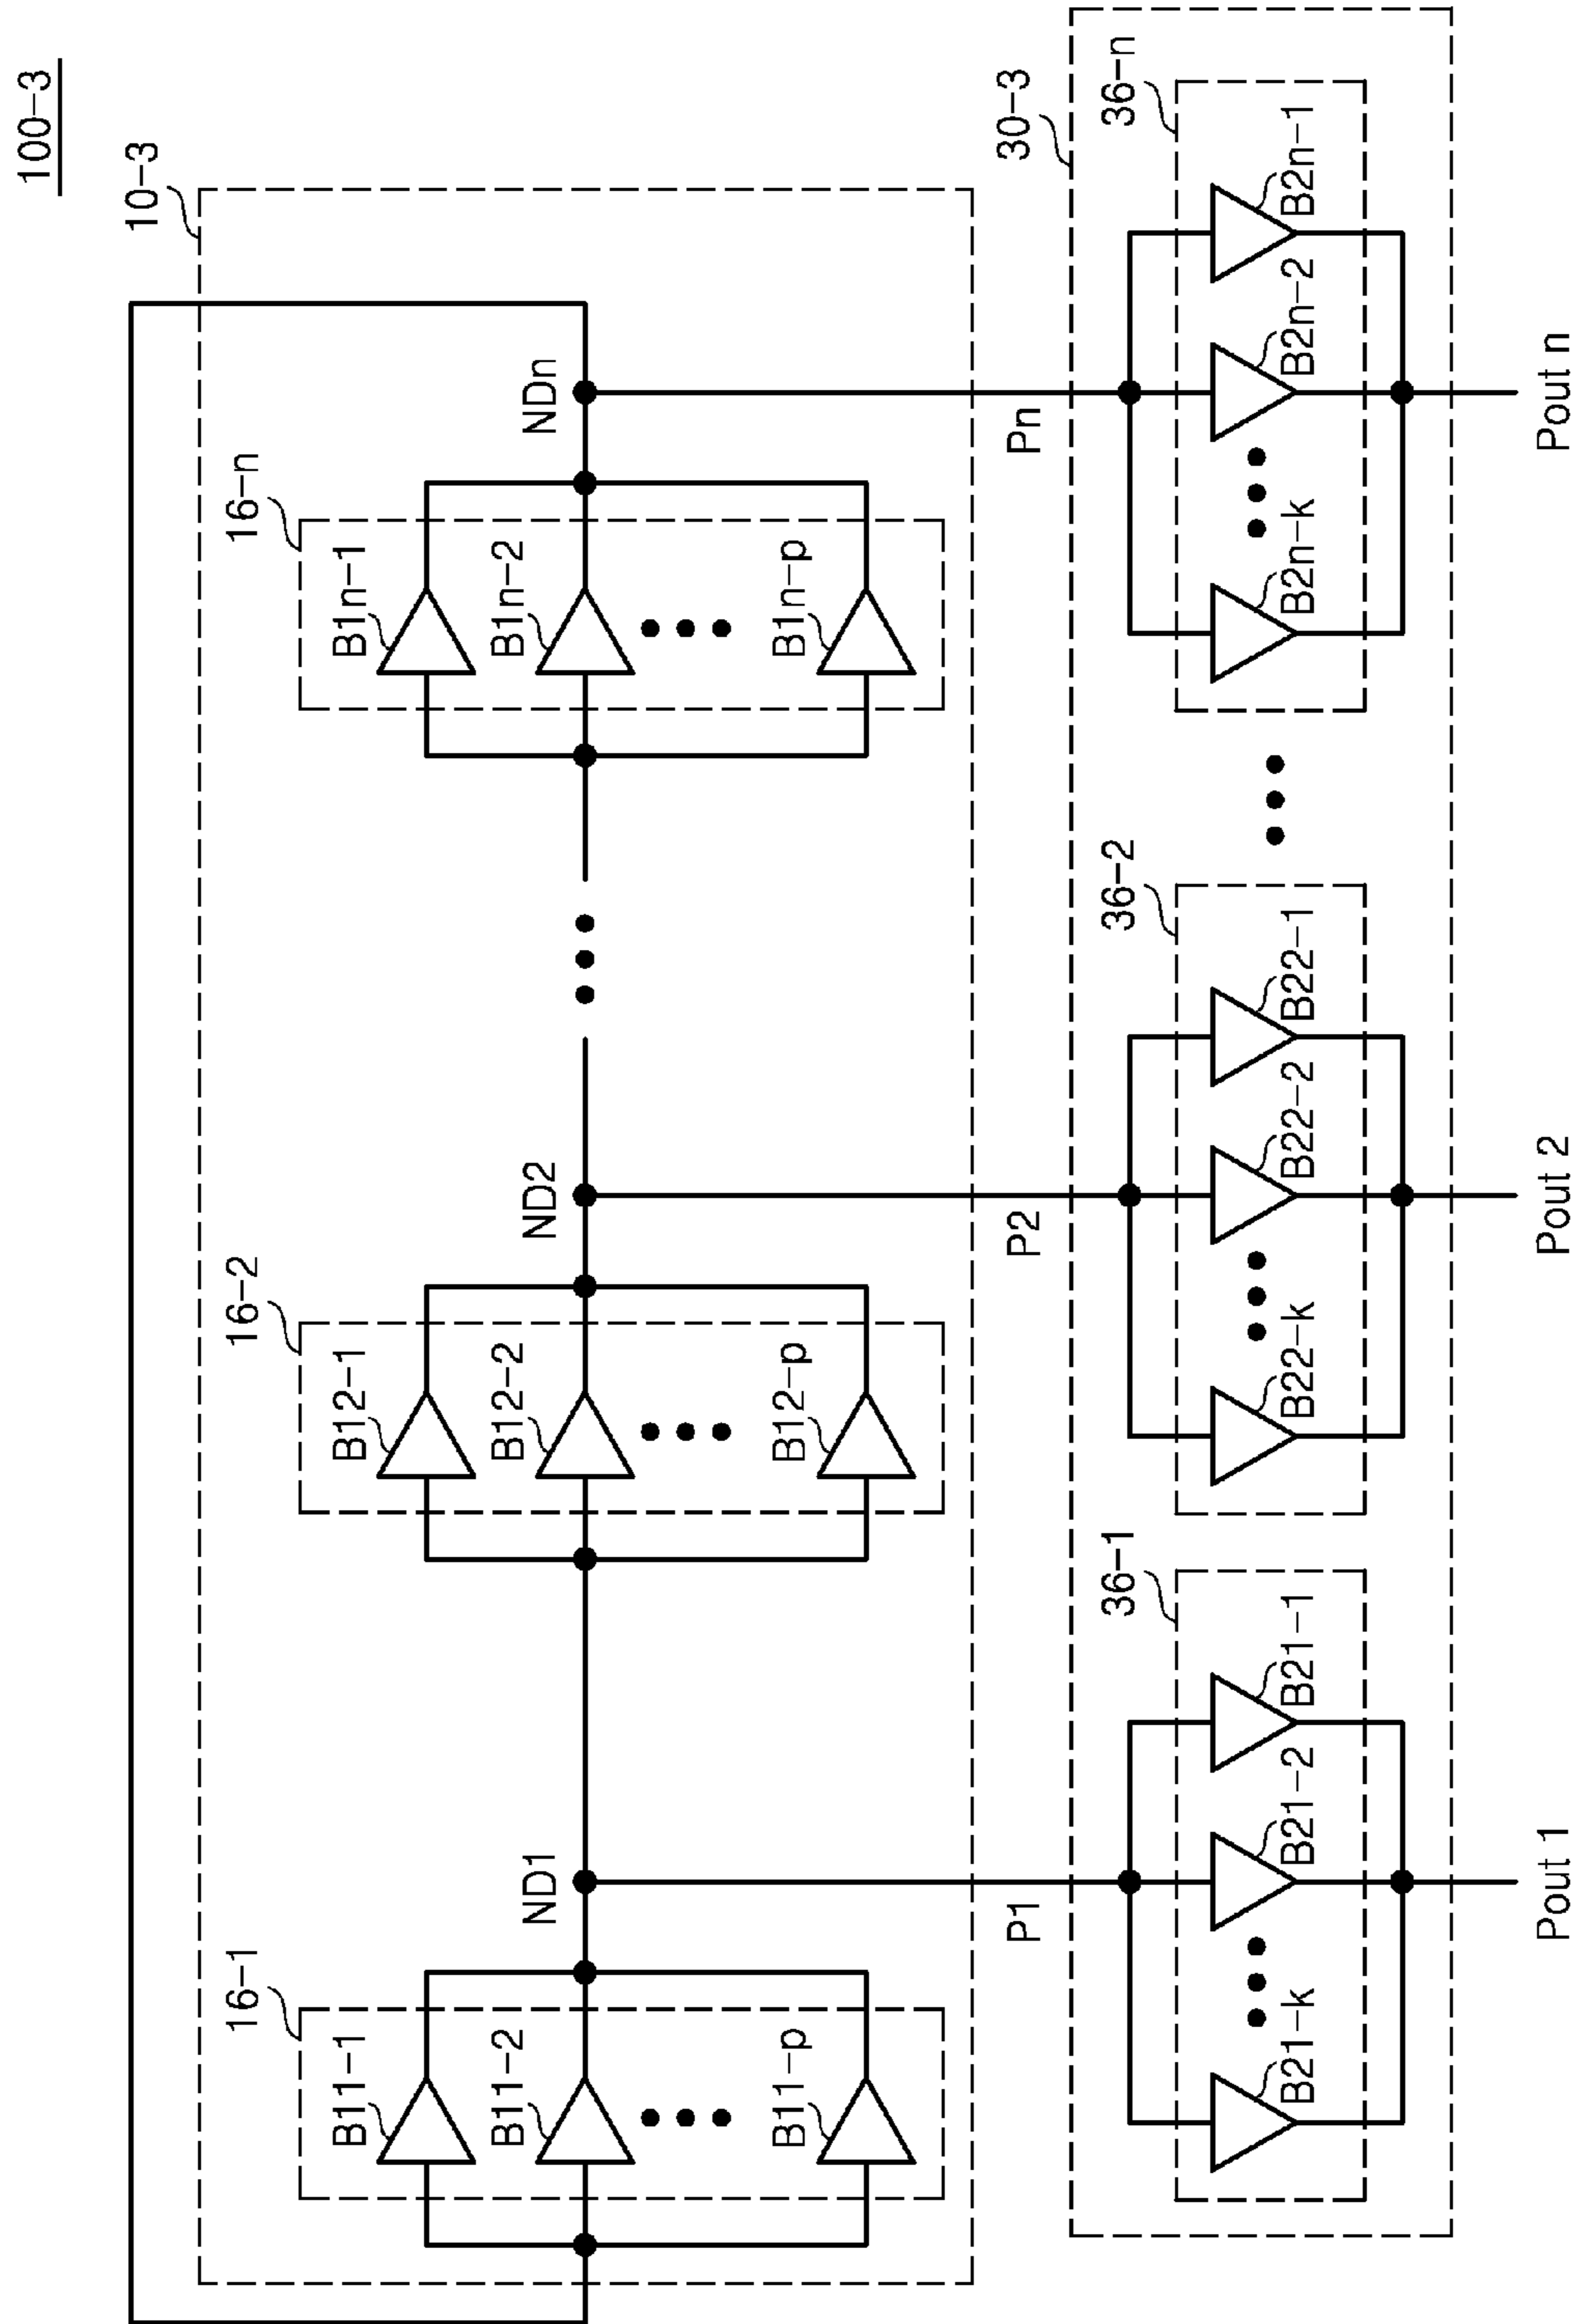 100-3
10-3
16-1
16-2
16-n
B11-1
B12-1
B1n-1
B11-2
B12-2
B1n-2
B11-p
B12-p
B1n-p
ND1
ND2
NDn
P1
P2
Pn
30-3
36-1
36-2
36-n
B21-k
B21-2
B21-1
B22-k
B22-2
B22-1
B2n-k
B2n-2
B2n-1
Pout 1
Pout 2
Pout n